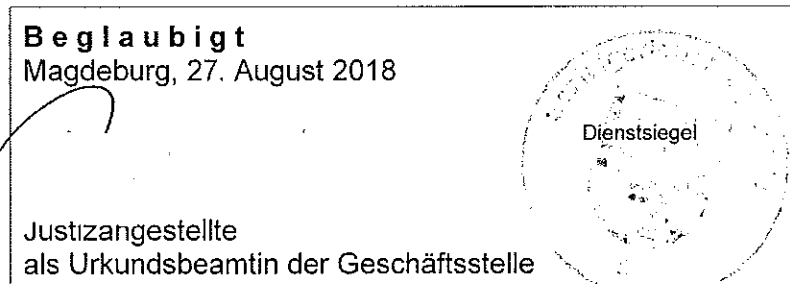 Beglaubigt
Magdeburg, 27. August 2018
Dienstsiegel
Justizangestellte
als Urkundsbeamtin der Geschäftsstelle